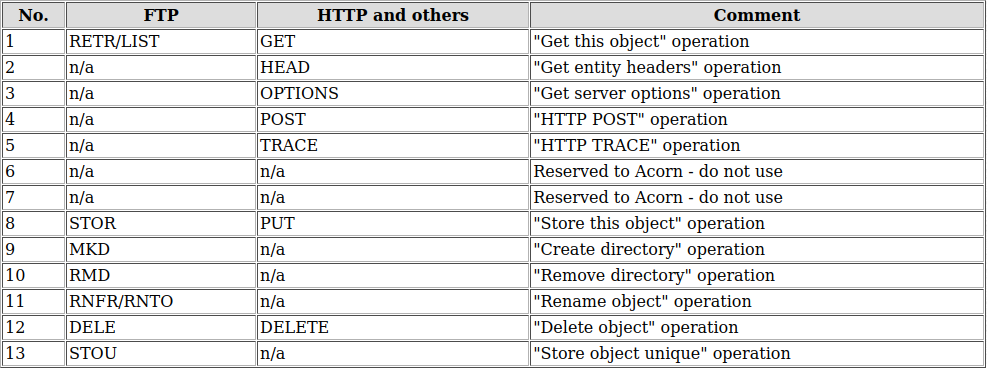 No. FTP HTTP and others Comment
1 RETR/LIST GET "Get this object" operation
2 n/a HEAD "Get entity headers" operation
3 n/a OPTIONS "Get server options" operation
4 n/a POST "HTTP POST" operation
5 n/a TRACE "HTTP TRACE" operation
6 n/a n/a Reserved to Acorn - do not use
7 n/a n/a Reserved to Acorn - do not use
8 STOR PUT "Store this object" operation
9 MKD n/a "Create directory" operation
10 RMD n/a "Remove directory" operation
11 RNFR/RNTO n/a "Rename object" operation
12 DELE DELETE "Delete object" operation
13 STOU n/a "Store object unique" operation